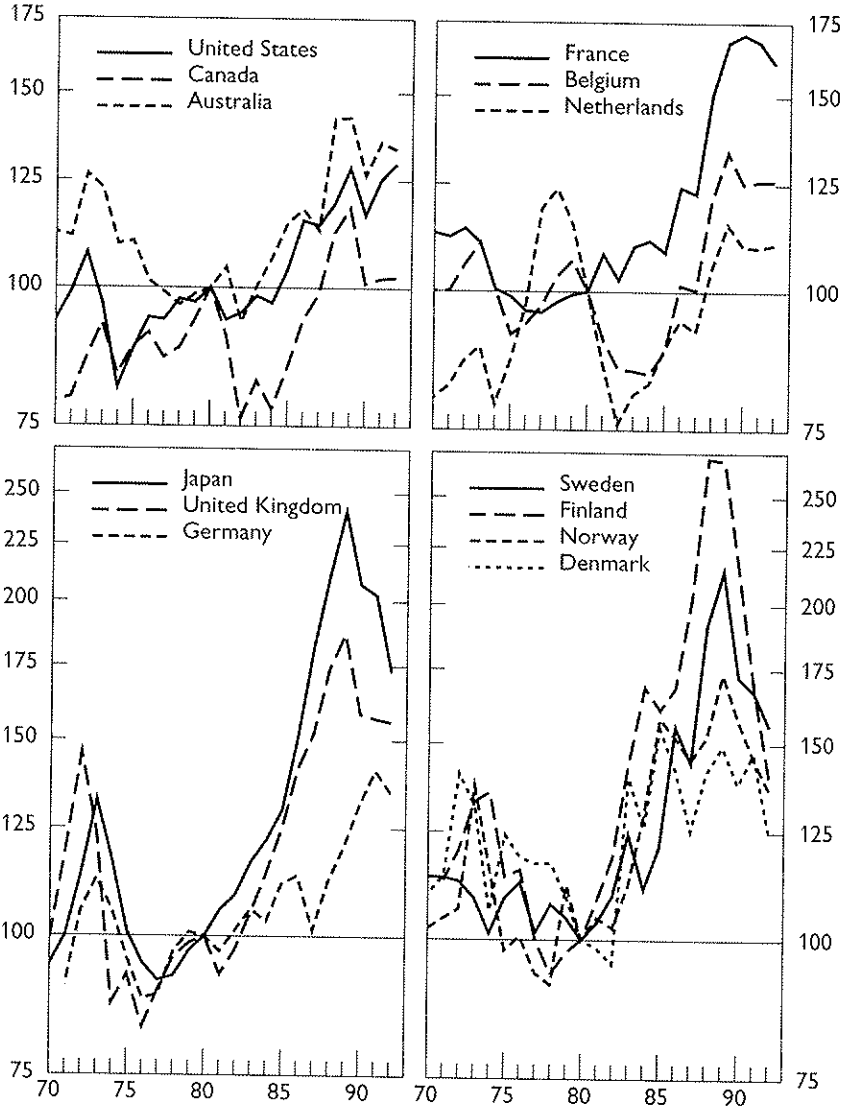 175
150
125
100
75
United States
Canada
Australia
France
Belgium
Netherlands
175
150
125
100
75
250
225
200
175
150
125
100
75
Japan
United Kingdom
Germany
Sweden
Finland
Norway
Denmark
250
225
200
175
150
125
100
75
70 75 80 85 90
70 75 80 85 90